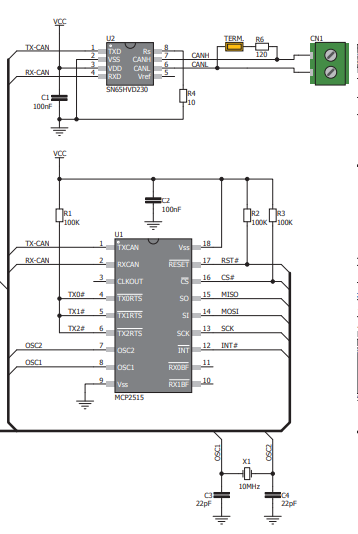 VCC
U2
TERM.
R6
120
CN1
TX-CAN 1 TXD Rs 8
2 VSS CANH 7 CANH
3 VDD CANL 6 CANL
RX-CAN 4 RXD Vref 5
SN65HVD230
C1
100nF
R4
10
VCC
C2
100nF
R1
100K
R2
100K
R3
100K
U1
TX-CAN 1 TXCAN Vss 18
RX-CAN 2 RXCAN RESET 17 RST#
3 CLKOUT CS 16 CS#
TX0# 4 TX0RTS SO 15 MISO
TX1# 5 TX1RTS SI 14 MOSI
TX2# 6 TX2RTS SCK 13 SCK
OSC2 7 OSC2 INT 12 INT#
OSC1 8 OSC1 RX0BF 11
9 Vss RX1BF 10
MCP2515
OSC1
OSC2
X1
10MHz
C3
22pF
C4
22pF